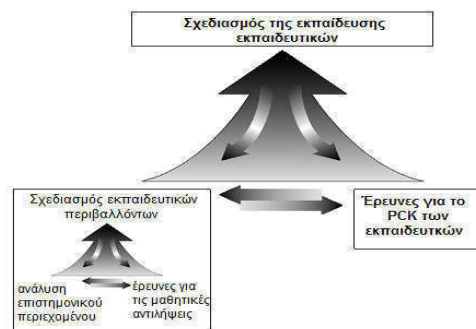 Σχεδιασμός της εκπαίδευσης
εκπαιδευτικών
Σχεδιασμός εκπαιδευτικών
περιβαλλόντων
ανάλυση
επιστημονικού
περιεχομένου
έρευνες για
τις μαθητικές
αντιλήψεις
Έρευνες για το
PCK των
εκπαιδευτκών